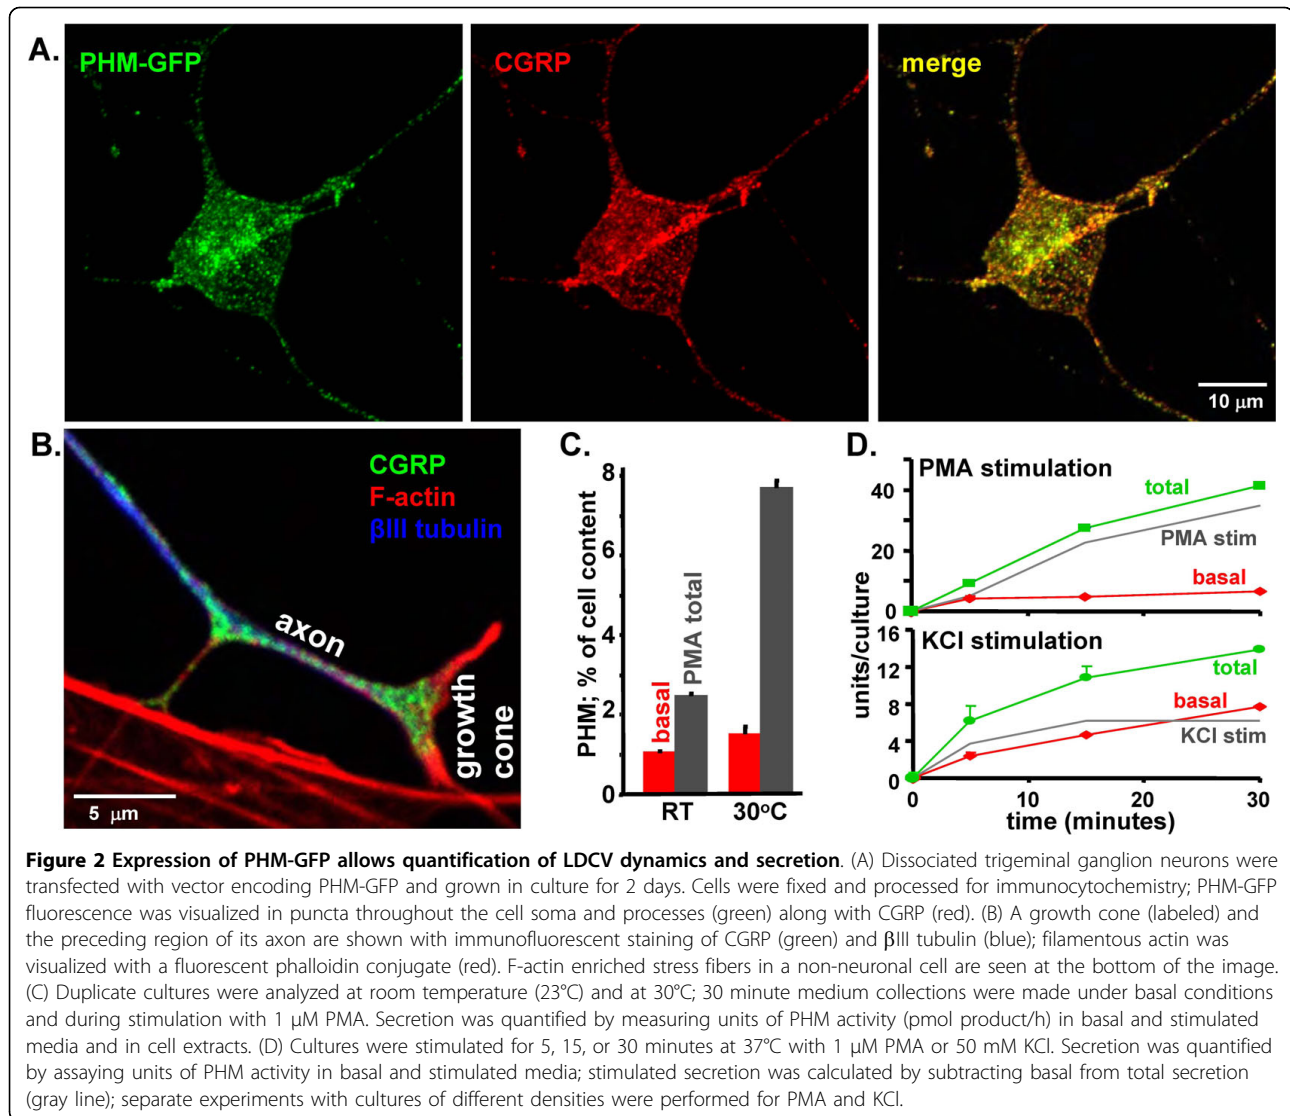 A.
PHM-GFP
CGRP
merge
10 µm
B.
CGRP
F-actin
βIII tubulin
axon
growth
cone
5 µm
C.
PHM; % of cell content
8
6
4
2
0
basal
PMA total
RT
30°C
D.
PMA stimulation
units/culture
40
20
0
total
PMA stim
basal
KCl stimulation
16
12
8
4
0
total
basal
KCl stim
0
10
20
30
time (minutes)
Figure 2 Expression of PHM-GFP allows quantification of LDCV dynamics and secretion. (A) Dissociated trigeminal ganglion neurons were
transfected with vector encoding PHM-GFP and grown in culture for 2 days. Cells were fixed and processed for immunocytochemistry; PHM-GFP
fluorescence was visualized in puncta throughout the cell soma and processes (green) along with CGRP (red). (B) A growth cone (labeled) and
the preceding region of its axon are shown with immunofluorescent staining of CGRP (green) and βIII tubulin (blue); filamentous actin was
visualized with a fluorescent phalloidin conjugate (red). F-actin enriched stress fibers in a non-neuronal cell are seen at the bottom of the image.
(C) Duplicate cultures were analyzed at room temperature (23°C) and at 30°C; 30 minute medium collections were made under basal conditions
and during stimulation with 1 µM PMA. Secretion was quantified by measuring units of PHM activity (pmol product/h) in basal and stimulated
media and in cell extracts. (D) Cultures were stimulated for 5, 15, or 30 minutes at 37°C with 1 µM PMA or 50 mM KCl. Secretion was quantified
by assaying units of PHM activity in basal and stimulated media; stimulated secretion was calculated by subtracting basal from total secretion
(gray line); separate experiments with cultures of different densities were performed for PMA and KCl.